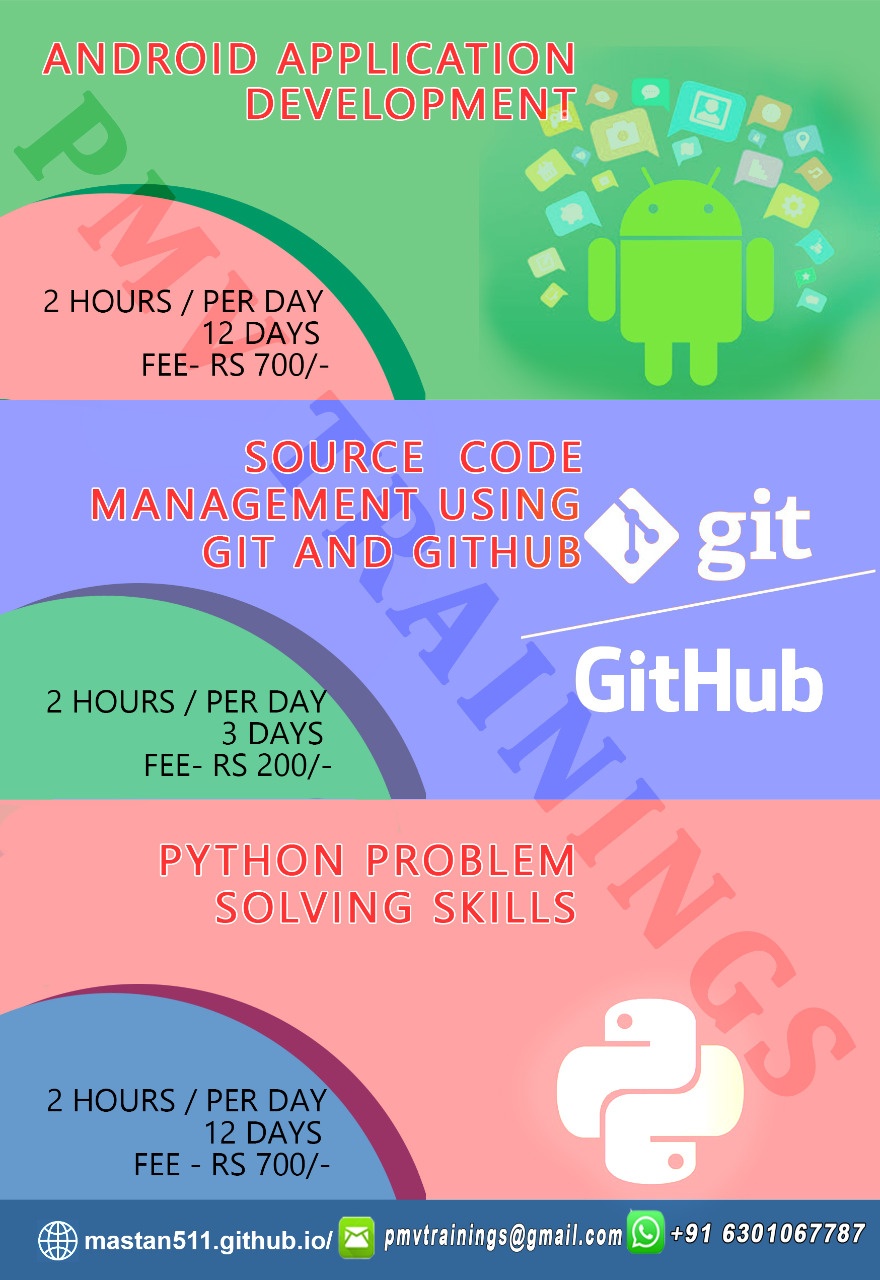 ANDROID APPLICATION
DEVELOPMENT
2 HOURS / PER DAY
12 DAYS
FEE- RS 700/-
SOURCE CODE
MANAGEMENT USING
GIT AND GITHUB
git
GitHub
2 HOURS / PER DAY
3 DAYS
FEE- RS 200/-
PYTHON PROBLEM
SOLVING SKILLS
2 HOURS / PER DAY
12 DAYS
FEE - RS 700/-
PMV TRAININGS
mastan511.github.io/ pmvtrainings@gmail.com +91 6301067787